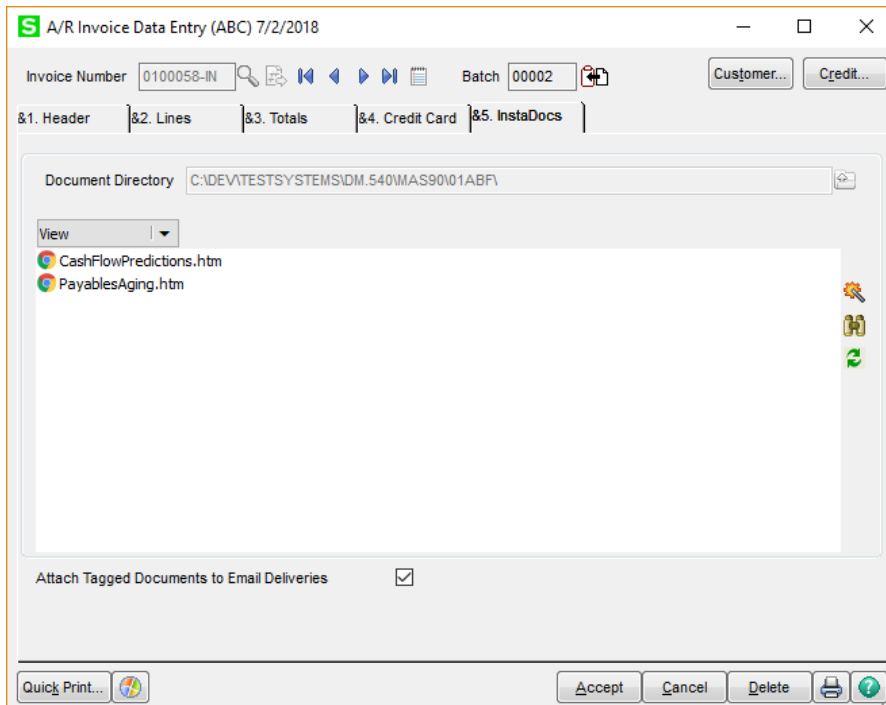 S A/R Invoice Data Entry (ABC) 7/2/2018
Invoice Number 0100058-IN Batch 00002 Customer... Credit...
&1. Header &2. Lines &3. Totals &4. Credit Card &5. InstaDocs
Document Directory C:\DEV\TESTSYSTEMS\DM.540\MAS90\01ABF\
View
CashFlowPredictions.htm
PayablesAging.htm
Attach Tagged Documents to Email Deliveries
Quick Print... Accept Cancel Delete ?